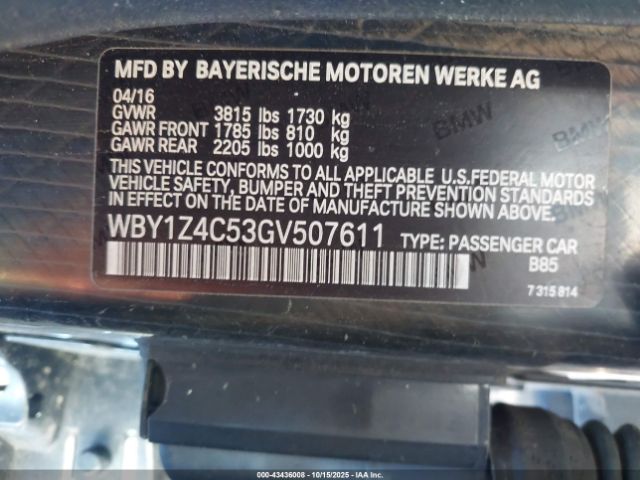 MFD BY BAYERISCHE MOTOREN WERKE AG
04/16
GVWR 3815 lbs 1730 kg
GAWR FRONT 1785 lbs 810 kg
GAWR REAR 2205 lbs 1000 kg
THIS VEHICLE CONFORMS TO ALL APPLICABLE U.S.FEDERAL MOTOR
VEHICLE SAFETY, BUMPER AND THEFT PREVENTION STANDARDS
IN EFFECT ON THE DATE OF MANUFACTURE SHOWN ABOVE.
WBY1Z4C53GV507611 TYPE: PASSENGER CAR
B85
7 315 814
BMW
BMW
000-43436008 - 10/15/2025 - IAA Inc.